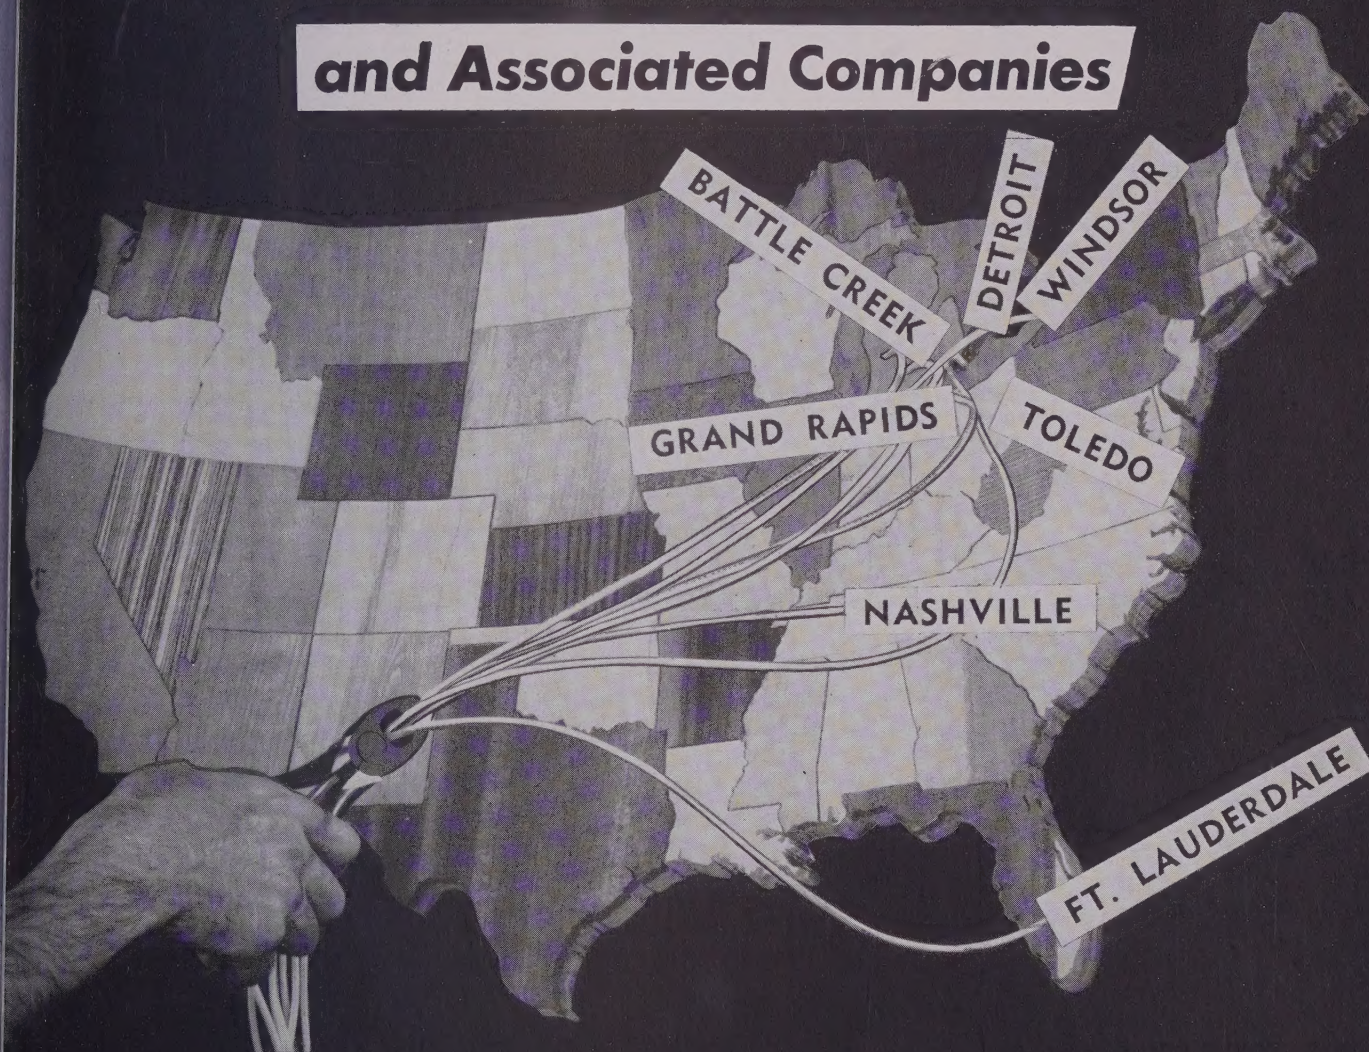 and Associated Companies
BATTLE CREEK
DETROIT
WINDSOR
GRAND RAPIDS
TOLEDO
NASHVILLE
FT. LAUDERDALE